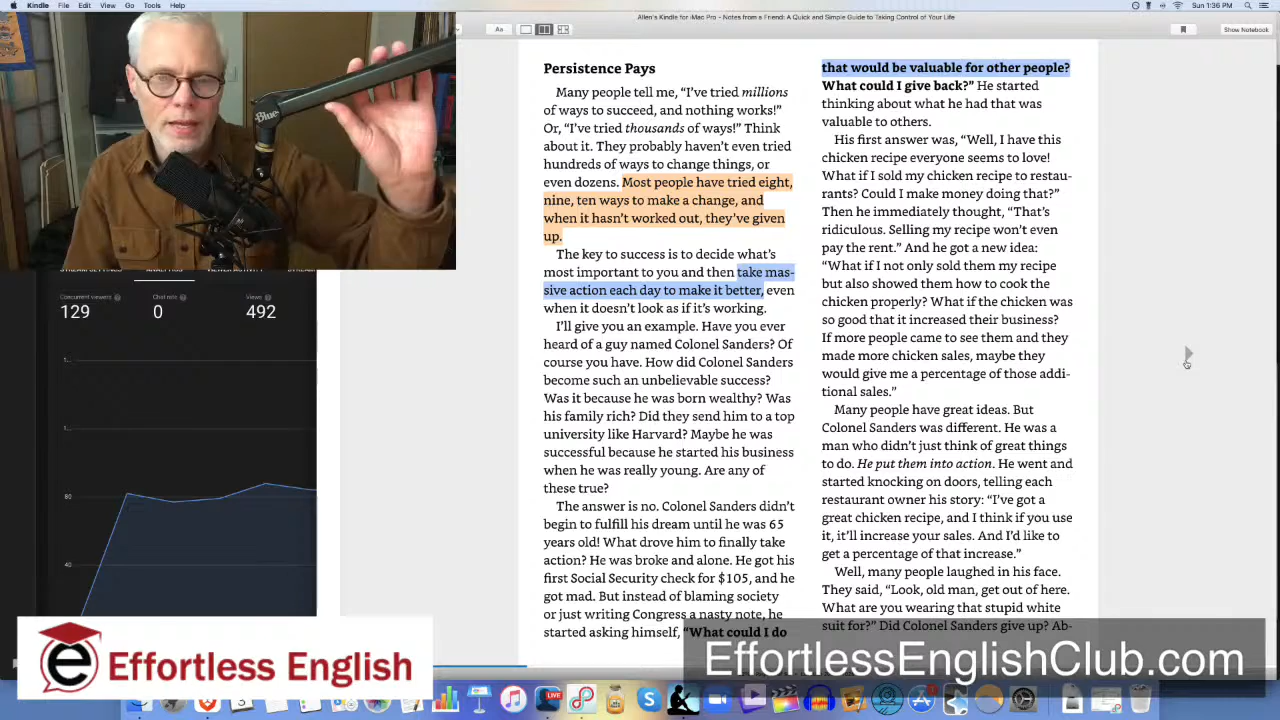 Finder File Edit View Go Tools Help
Allen's Kindle for iMac Pro - Notes from a Friend: A Quick and Simple Guide to Taking Control of Your Life
Sun 1:36 PM
Aa
Show Notebook
Blue
Persistence Pays
Many people tell me, “I’ve tried millions
of ways to succeed, and nothing works!”
Or, “I’ve tried thousands of ways!” Think
about it. They probably haven’t even tried
hundreds of ways to change things, or
even dozens. Most people have tried eight,
nine, ten ways to make a change, and
when it hasn’t worked out, they’ve given
up.
The key to success is to decide what’s
most important to you and then take mas-
sive action each day to make it better, even
when it doesn’t look as if it’s working.
I’ll give you an example. Have you ever
heard of a guy named Colonel Sanders? Of
course you have. How did Colonel Sanders
become such an unbelievable success?
Was it because he was born wealthy? Was
his family rich? Did they send him to a top
university like Harvard? Maybe he was
successful because he started his business
when he was really young. Are any of
these true?
The answer is no. Colonel Sanders didn’t
begin to fulfill his dream until he was 65
years old! What drove him to finally take
action? He was broke and alone. He got his
first Social Security check for $105, and he
got mad. But instead of blaming society
or just writing Congress a nasty note, he
started asking himself, “What could I do
that would be valuable for other people?
What could I give back?” He started
thinking about what he had that was
valuable to others.
His first answer was, “Well, I have this
chicken recipe everyone seems to love!
What if I sold my chicken recipe to restau-
rants? Could I make money doing that?”
Then he immediately thought, “That’s
ridiculous. Selling my recipe won’t even
pay the rent.” And he got a new idea:
“What if I not only sold them my recipe
but also showed them how to cook the
chicken properly? What if the chicken was
so good that it increased their business?
If more people came to see them and they
made more chicken sales, maybe they
would give me a percentage of those addi-
tional sales.”
Many people have great ideas. But
Colonel Sanders was different. He was a
man who didn’t just think of great things
to do. He put them into action. He went and
started knocking on doors, telling each
restaurant owner his story: “I’ve got a
great chicken recipe, and I think if you use
it, it’ll increase your sales. And I’d like to
get a percentage of that increase.”
Well, many people laughed in his face.
They said, “Look, old man, get out of here.
What are you wearing that stupid white
suit for?” Did Colonel Sanders give up? Ab-
Concurrent viewers Chat rate Views
129 0 492
80
40
Effortless English
EffortlessEnglishClub.com